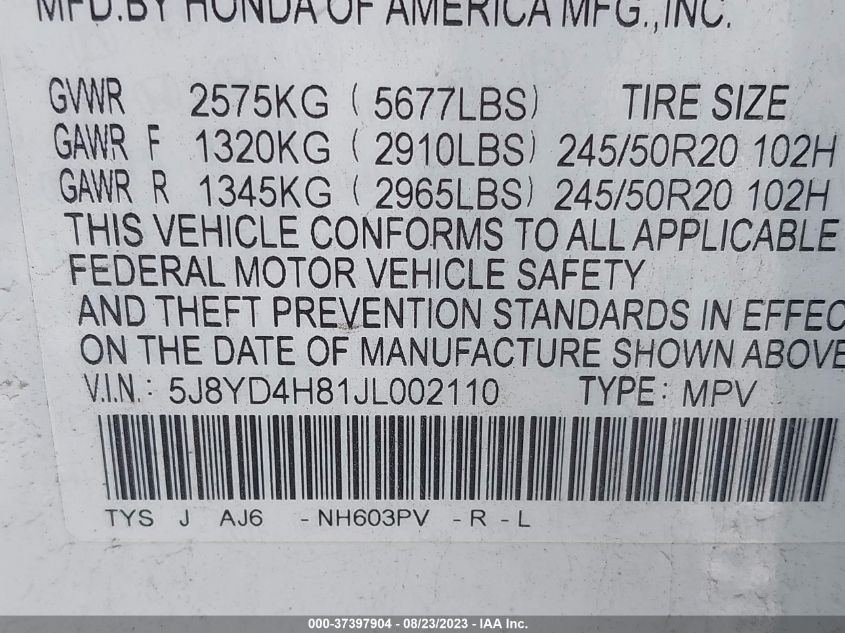 MFD.BY HONDA OF AMERICA MFG.,INC.
GVWR 2575KG ( 5677LBS) TIRE SIZE
GAWR F 1320KG ( 2910LBS) 245/50R20 102H
GAWR R 1345KG ( 2965LBS) 245/50R20 102H
THIS VEHICLE CONFORMS TO ALL APPLICABLE
FEDERAL MOTOR VEHICLE SAFETY
AND THEFT PREVENTION STANDARDS IN EFFEC
ON THE DATE OF MANUFACTURE SHOWN ABOVE
V.I.N.: 5J8YD4H81JL002110 TYPE: MPV
TYS J AJ6 -NH603PV -R -L
000-37397904 - 08/23/2023 - IAA Inc.